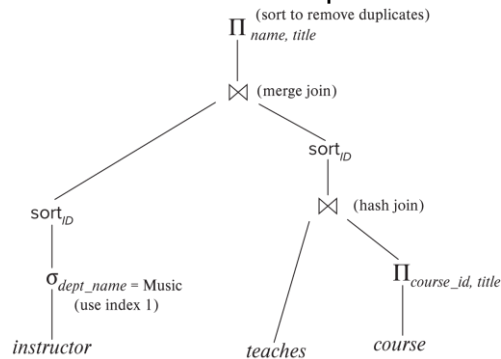 (sort to remove duplicates)
Π name, title
⋈ (merge join)
sort ID
⋈ (hash join)
sort ID
σ dept_name = Music
(use index 1)
Π course_id, title
instructor
teaches
course